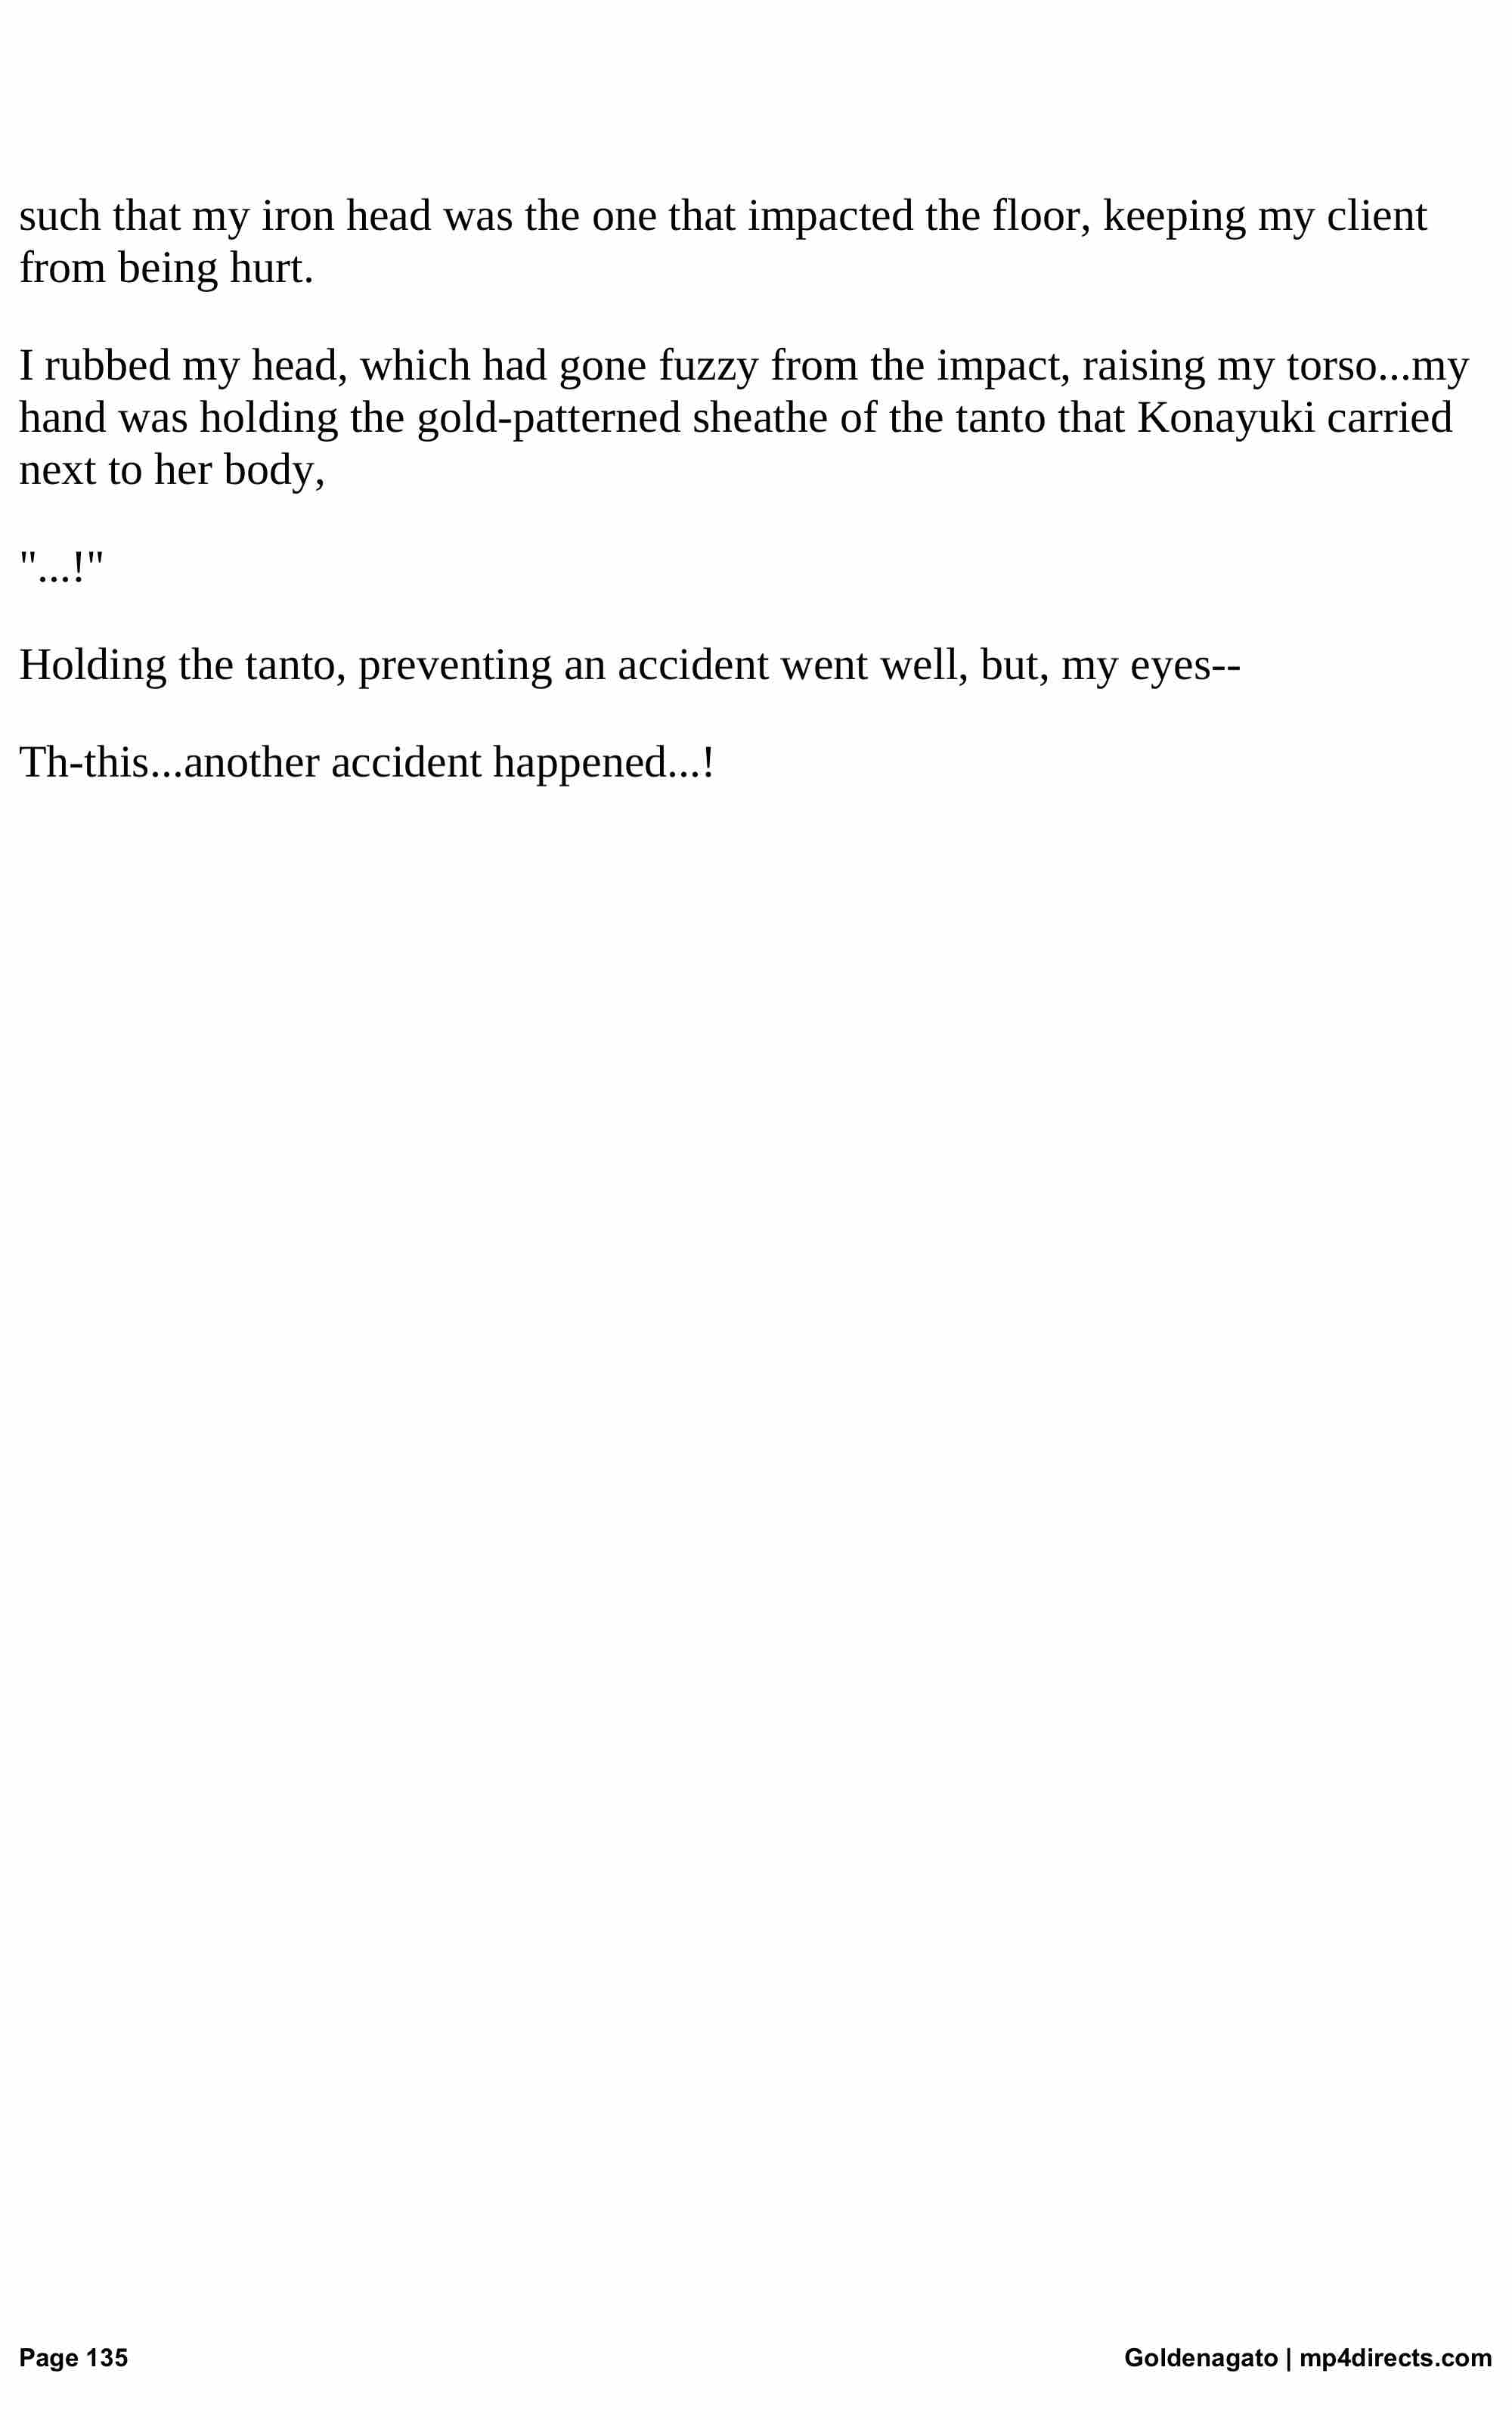 such that my iron head was the one that impacted the floor, keeping my client
from being hurt.
I rubbed my head, which had gone fuzzy from the impact, raising my torso...my
hand was holding the gold-patterned sheathe of the tanto that Konayuki carried
next to her body,
"...!"
Holding the tanto, preventing an accident went well, but, my eyes--
Th-this...another accident happened...!
Page 135
Goldenagato | mp4directs.com